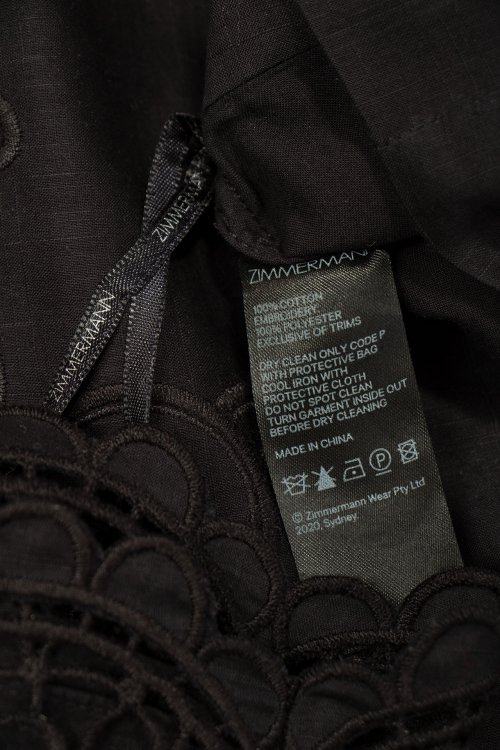 ZIMMERMANN
ZIMMERMANN
ZIMMERMANN
100% COTTON
EMBROIDERY:
100% POLYESTER
EXCLUSIVE OF TRIMS
DRY CLEAN ONLY CODE P
WITH PROTECTIVE BAG
COOL IRON WITH
PROTECTIVE CLOTH
DO NOT SPOT CLEAN
TURN GARMENT INSIDE OUT
BEFORE DRY CLEANING
MADE IN CHINA
P
© Zimmermann Wear Pty Ltd
2020, Sydney.